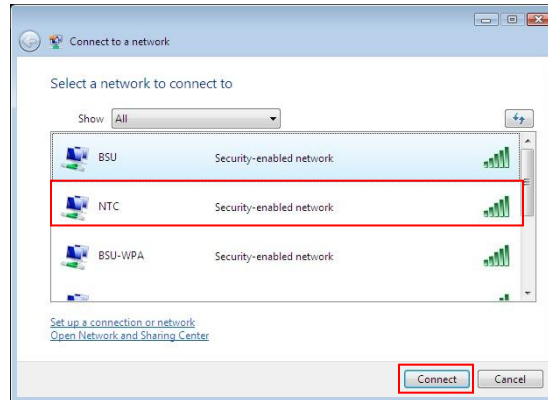 Connect to a network
Select a network to connect to
Show All
BSU Security-enabled network
NTC Security-enabled network
BSU-WPA Security-enabled network
Set up a connection or network
Open Network and Sharing Center
Connect Cancel